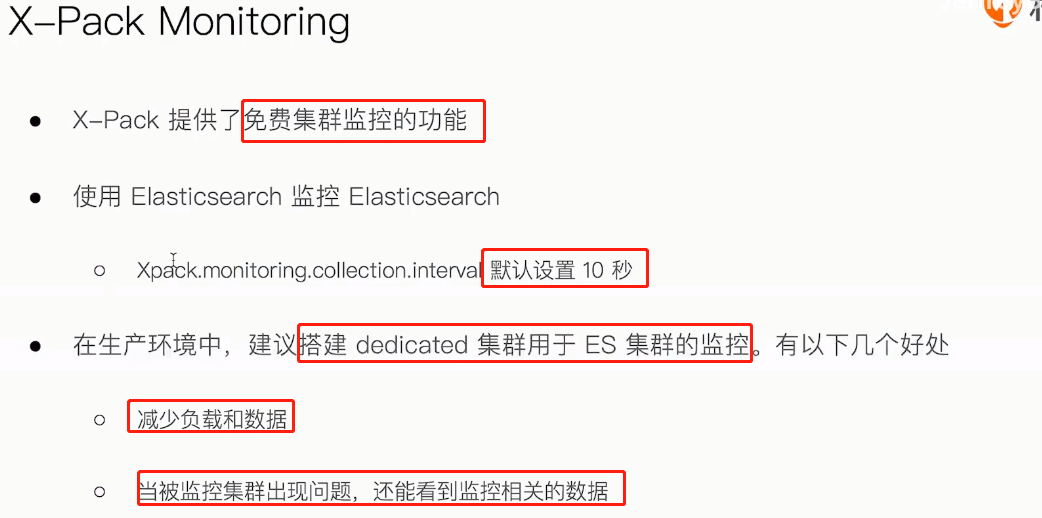 X-Pack Monitoring
• X-Pack 提供了免费集群监控的功能
• 使用 Elasticsearch 监控 Elasticsearch
○ Xpack.monitoring.collection.interval 默认设置 10 秒
• 在生产环境中，建议搭建 dedicated 集群用于 ES 集群的监控。有以下几个好处
○ 减少负载和数据
○ 当被监控集群出现问题，还能看到监控相关的数据